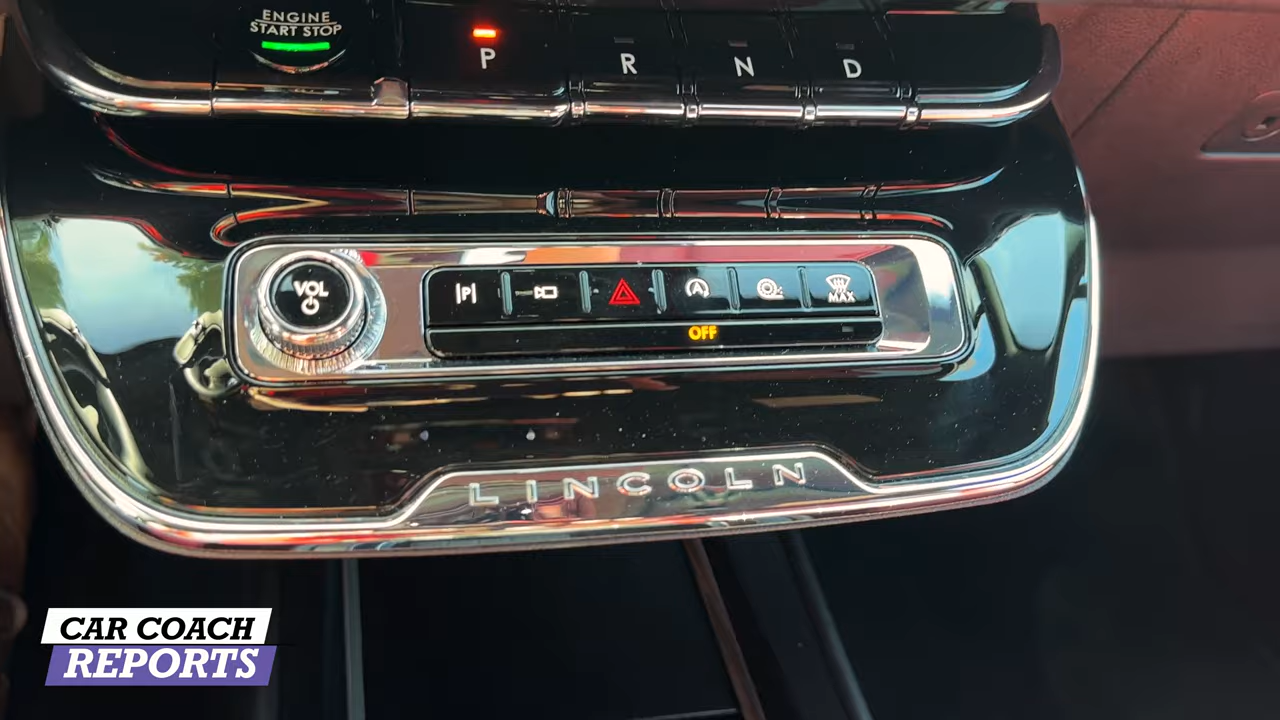 ENGINE
START STOP
P R N D
VOL
P A MAX
OFF
LINCOLN
CAR COACH
REPORTS